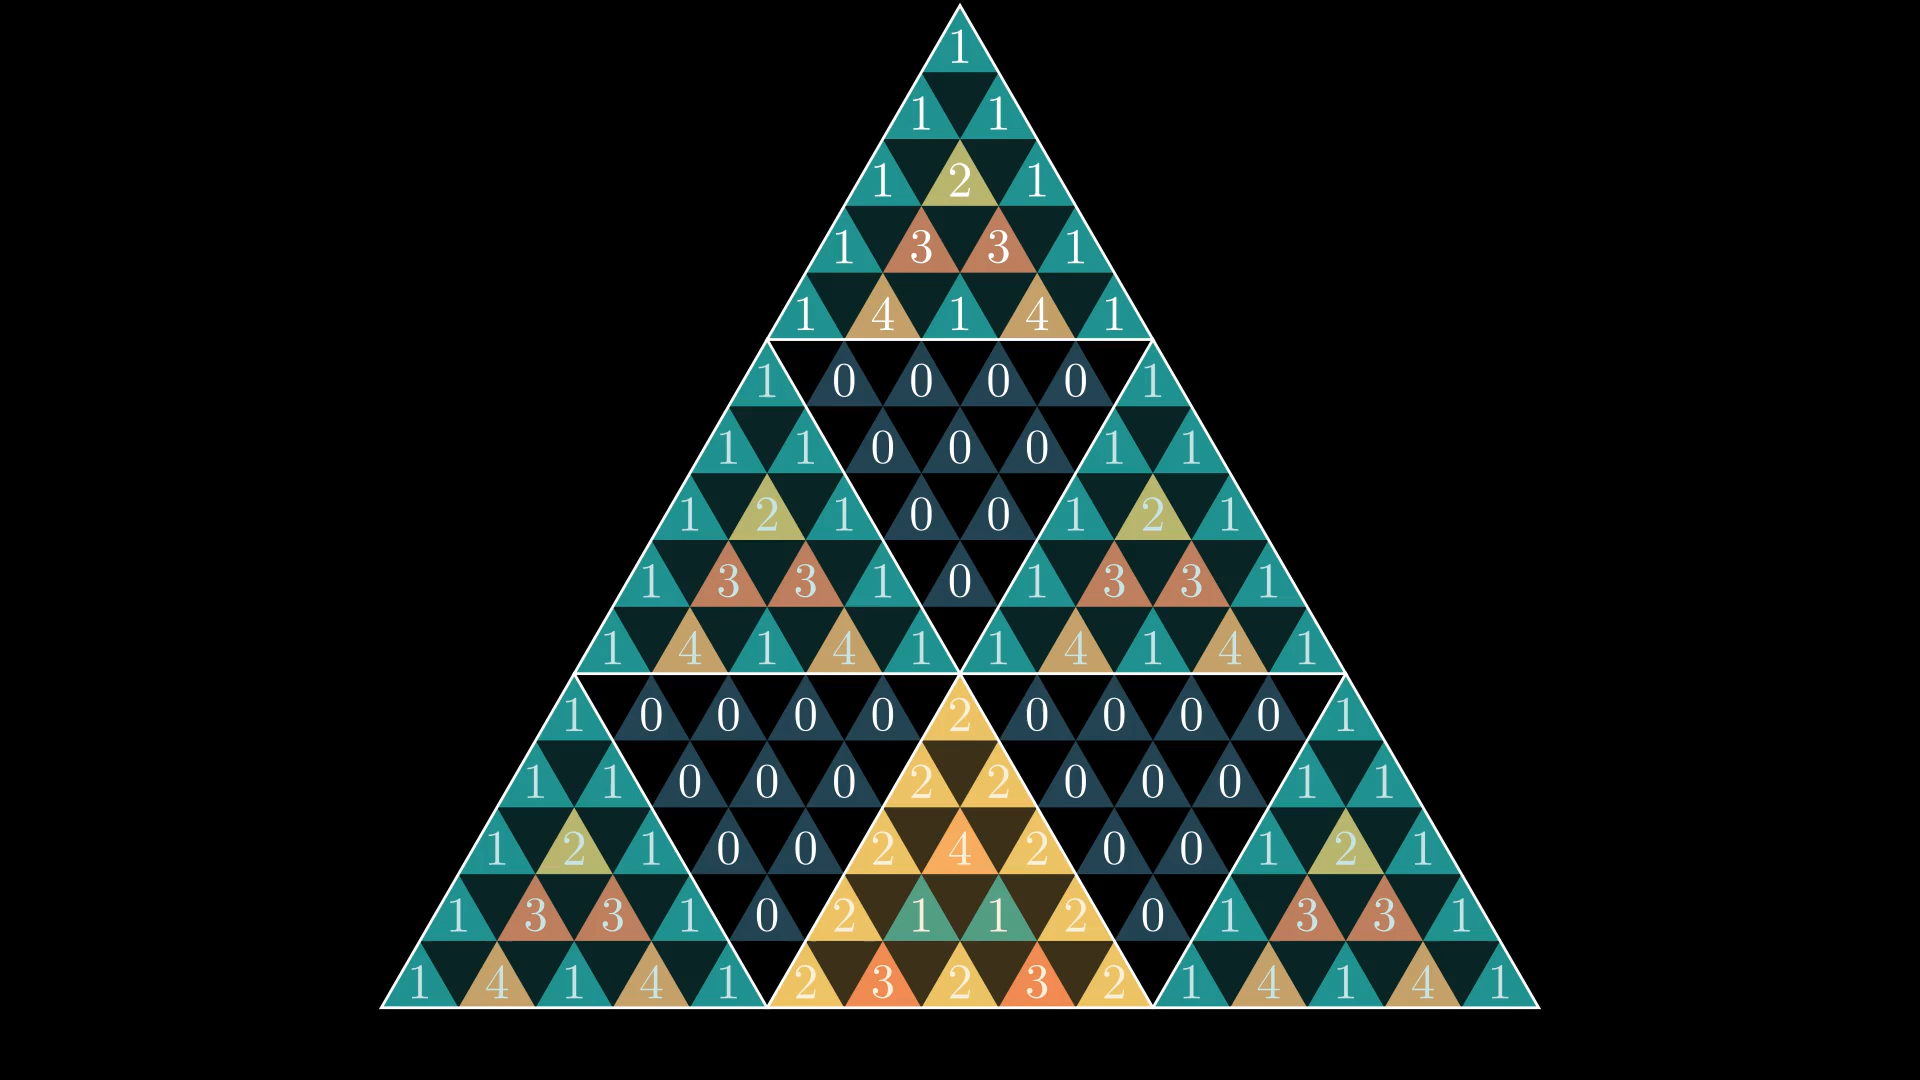 1
1 1
1 2 1
1 3 3 1
1 4 1 4 1
1 0 0 0 0 1
1 1 0 0 0 1 1
1 2 1 0 0 1 2 1
1 3 3 1 0 1 3 3 1
1 4 1 4 1 1 4 1 4 1
1 0 0 0 0 2 0 0 0 0 1
1 1 0 0 0 2 2 0 0 0 1 1
1 2 1 0 0 2 4 2 0 0 1 2 1
1 3 3 1 0 2 1 1 2 0 1 3 3 1
1 4 1 4 1 2 3 2 3 2 1 4 1 4 1